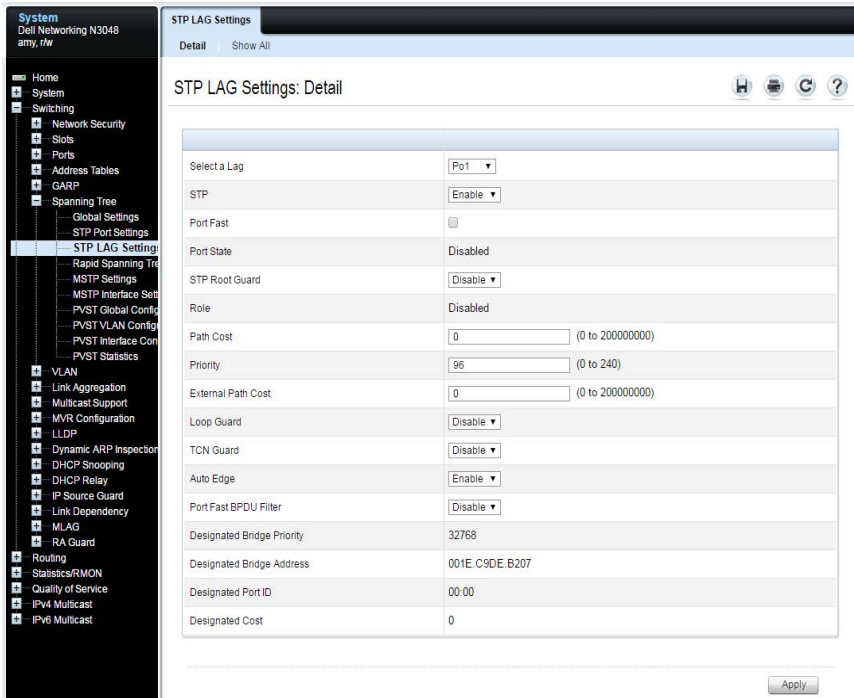 System
Dell Networking N3048
amy, r/w
Home
System
Switching
Network Security
Slots
Ports
Address Tables
GARP
Spanning Tree
Global Settings
STP Port Settings
STP LAG Settings
Rapid Spanning Tre
MSTP Settings
MSTP Interface Sett
PVST Global Config
PVST VLAN Config
PVST Interface Con
PVST Statistics
VLAN
Link Aggregation
Multicast Support
MVR Configuration
LLDP
Dynamic ARP Inspection
DHCP Snooping
DHCP Relay
IP Source Guard
Link Dependency
MLAG
RA Guard
Routing
Statistics/RMON
Quality of Service
IPv4 Multicast
IPv6 Multicast
STP LAG Settings
Detail Show All
STP LAG Settings: Detail
Select a Lag Po1
STP Enable
Port Fast
Port State Disabled
STP Root Guard Disable
Role Disabled
Path Cost 0 (0 to 200000000)
Priority 96 (0 to 240)
External Path Cost 0 (0 to 200000000)
Loop Guard Disable
TCN Guard Disable
Auto Edge Enable
Port Fast BPDU Filter Disable
Designated Bridge Priority 32768
Designated Bridge Address 001E.C9DE.B207
Designated Port ID 00:00
Designated Cost 0
Apply